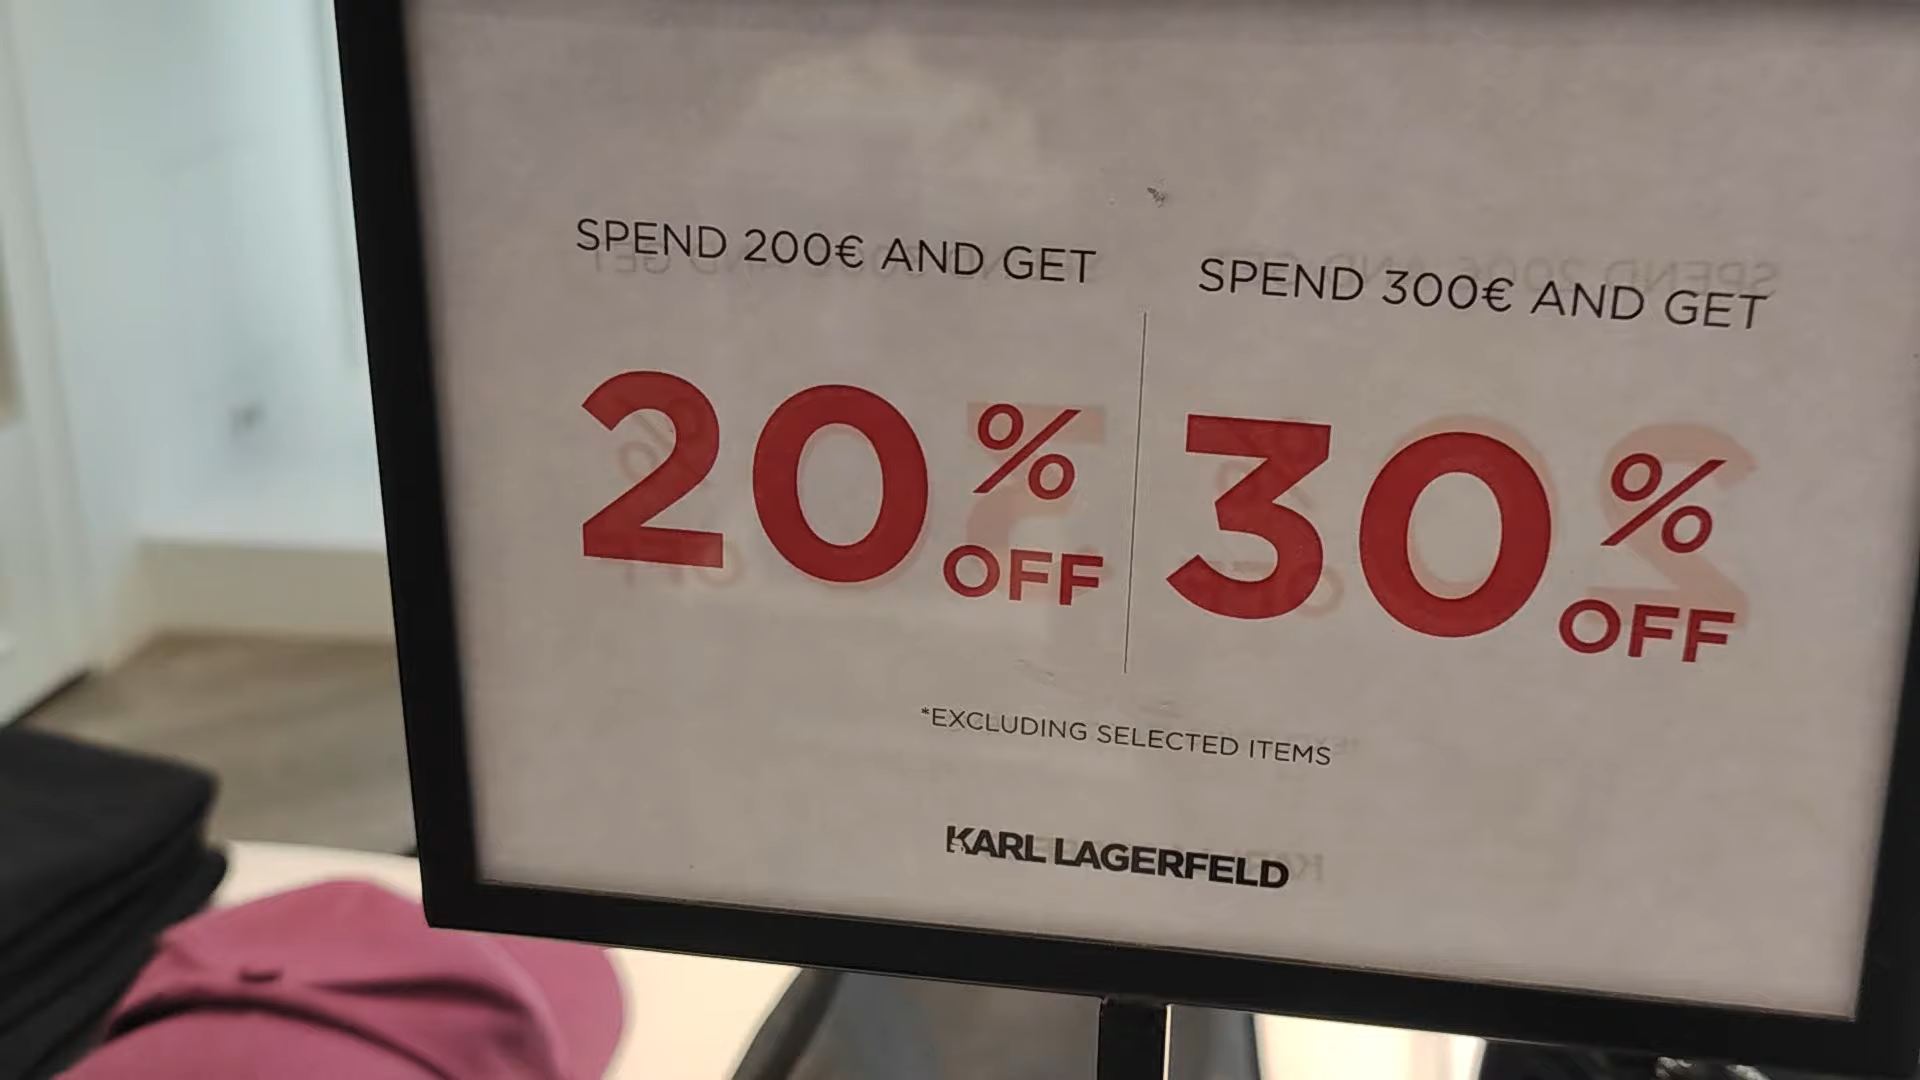 SPEND 200€ AND GET
20% OFF
SPEND 300€ AND GET
30% OFF
*EXCLUDING SELECTED ITEMS
KARL LAGERFELD